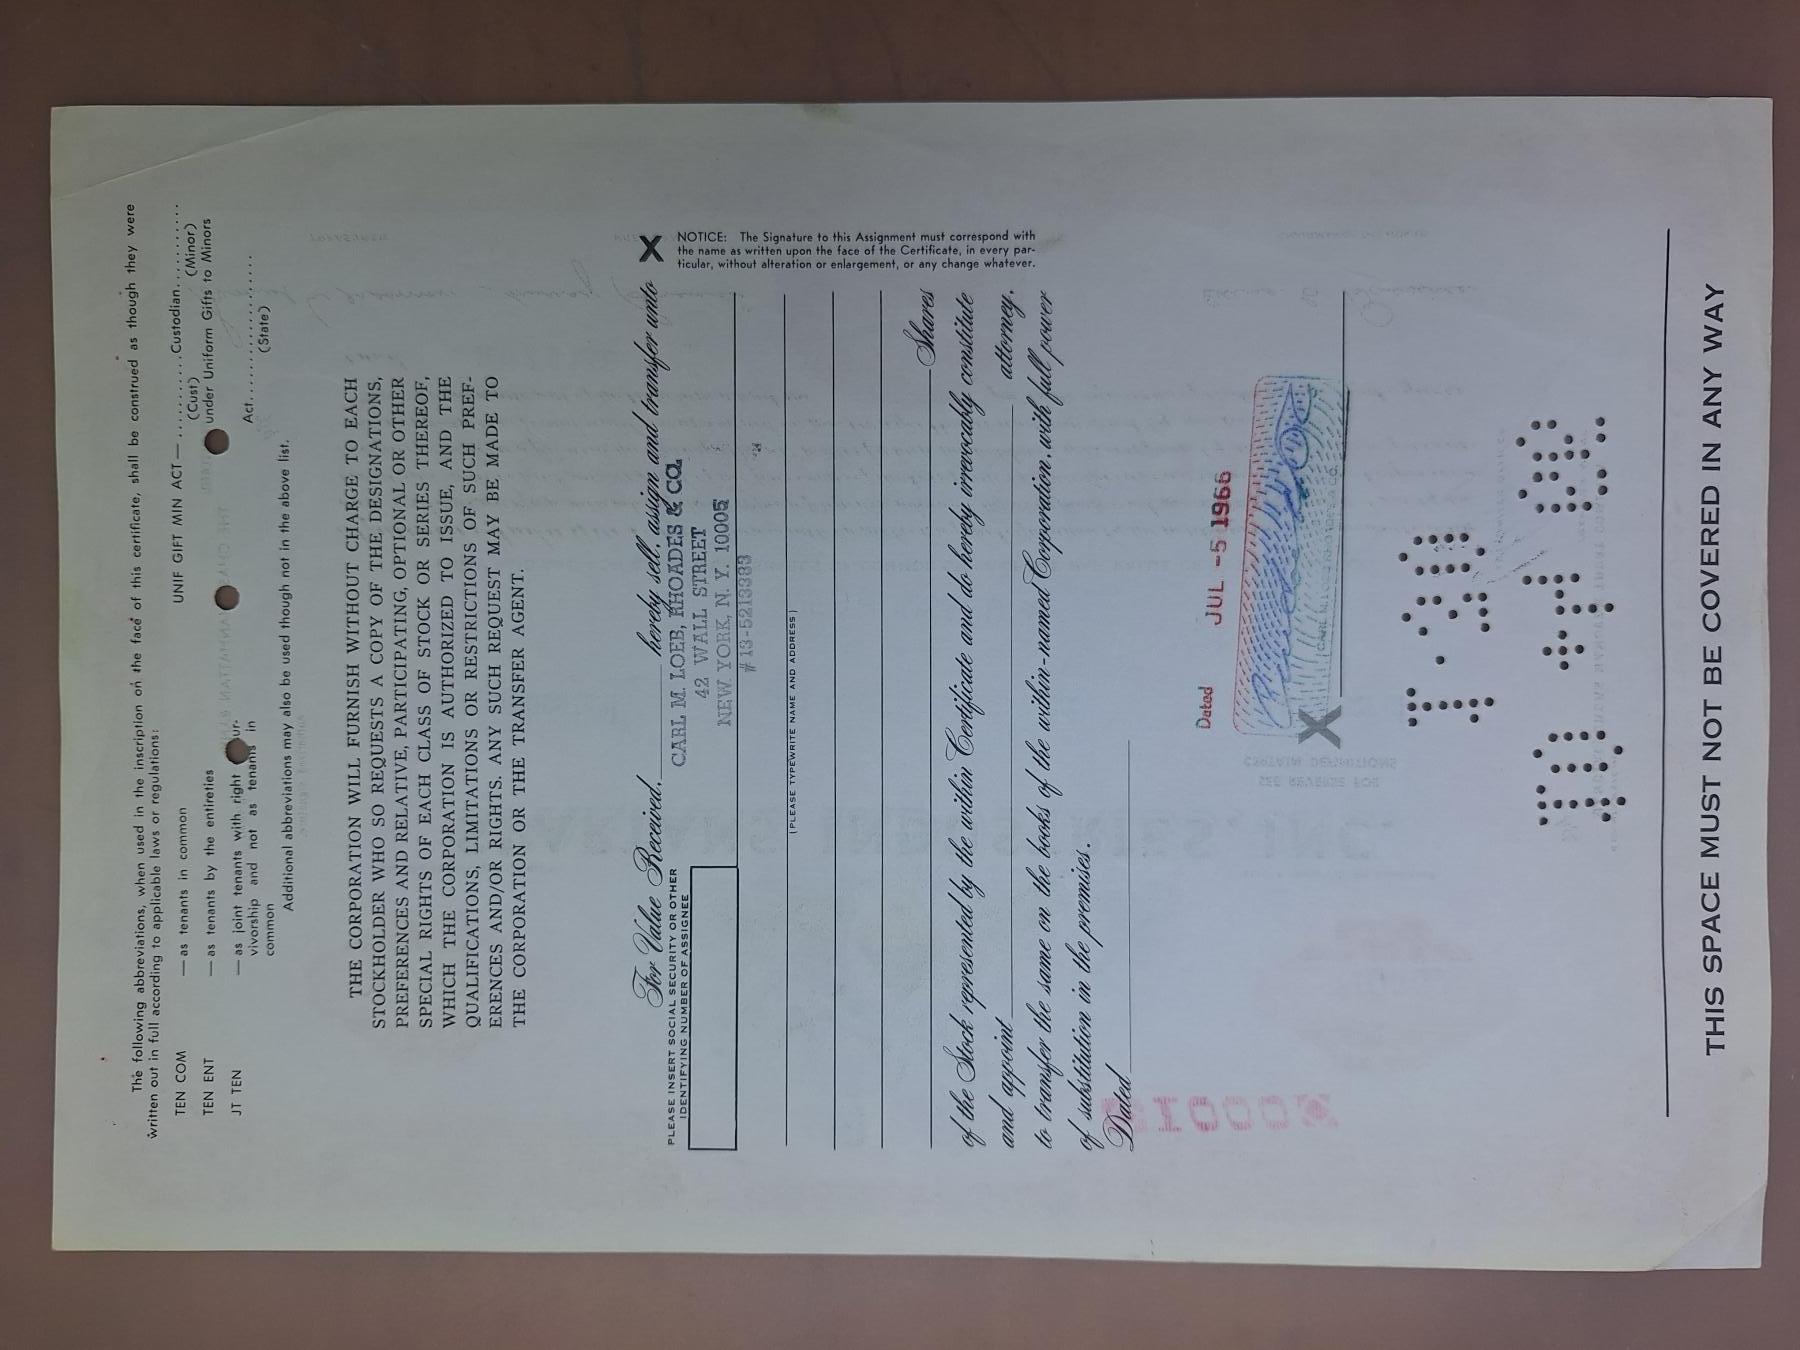 The following abbreviations, when used in the inscription on the face of this certificate, shall be construed as though they were
written out in full according to applicable laws or regulations:
TEN COM — as tenants in common UNIF GIFT MIN ACT— ............Custodian............
(Cust) (Minor)
TEN ENT — as tenants by the entireties under Uniform Gifts to Minors
JT TEN — as joint tenants with right ur-
vivorship and not as tenants in Act........................
common (State)
Additional abbreviations may also be used though not in the above list.
THE CORPORATION WILL FURNISH WITHOUT CHARGE TO EACH
STOCKHOLDER WHO SO REQUESTS A COPY OF THE DESIGNATIONS,
PREFERENCES AND RELATIVE, PARTICIPATING, OPTIONAL OR OTHER
SPECIAL RIGHTS OF EACH CLASS OF STOCK OR SERIES THEREOF,
WHICH THE CORPORATION IS AUTHORIZED TO ISSUE, AND THE
QUALIFICATIONS, LIMITATIONS OR RESTRICTIONS OF SUCH PREF-
ERENCES AND/OR RIGHTS. ANY SUCH REQUEST MAY BE MADE TO
THE CORPORATION OR THE TRANSFER AGENT.
For Value Received, hereby sell, assign and transfer unto
X NOTICE: The Signature to this Assignment must correspond with
the name as written upon the face of the Certificate, in every par-
ticular, without alteration or enlargement, or any change whatever.
PLEASE INSERT SOCIAL SECURITY OR OTHER
IDENTIFYING NUMBER OF ASSIGNEE
CARL M. LOEB, RHOADES & CO.
42 WALL STREET
NEW YORK, N. Y. 10005
#13-5213383
(PLEASE TYPEWRITE NAME AND ADDRESS)
Shares
of the Stock represented by the within Certificate and do hereby irrevocably constitute
and appoint attorney,
to transfer the same on the books of the within-named Corporation, with full power
of substitution in the premises.
Dated
Dated JUL -5 1966
X
THIS SPACE MUST NOT BE COVERED IN ANY WAY